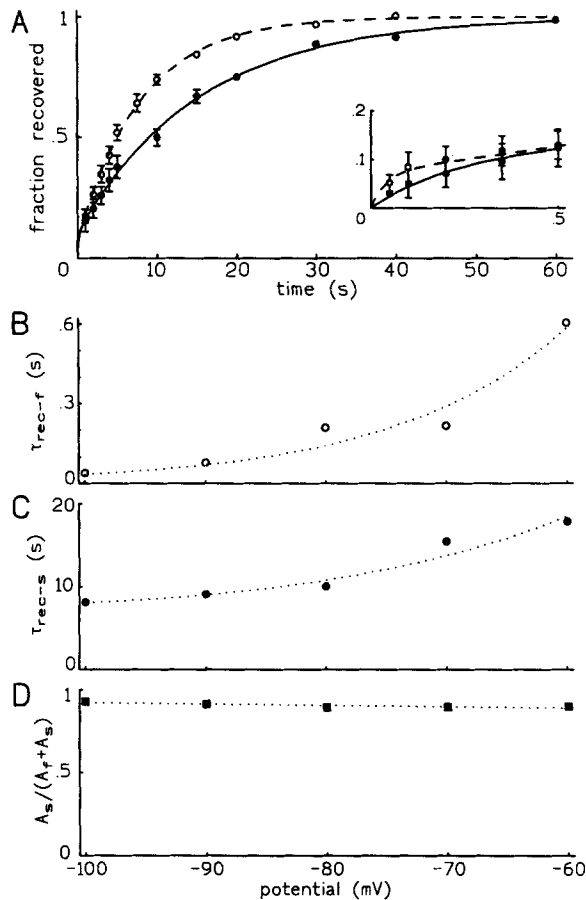 A
fraction recovered
1
.5
0
10
20
30
40
50
60
time (s)
.2
.1
0
.5
B
τrec-f (s)
.6
.3
0
C
τrec-s (s)
20
10
0
D
As/(Af+As)
1
.5
0
-100
-90
-80
-70
-60
potential (mV)